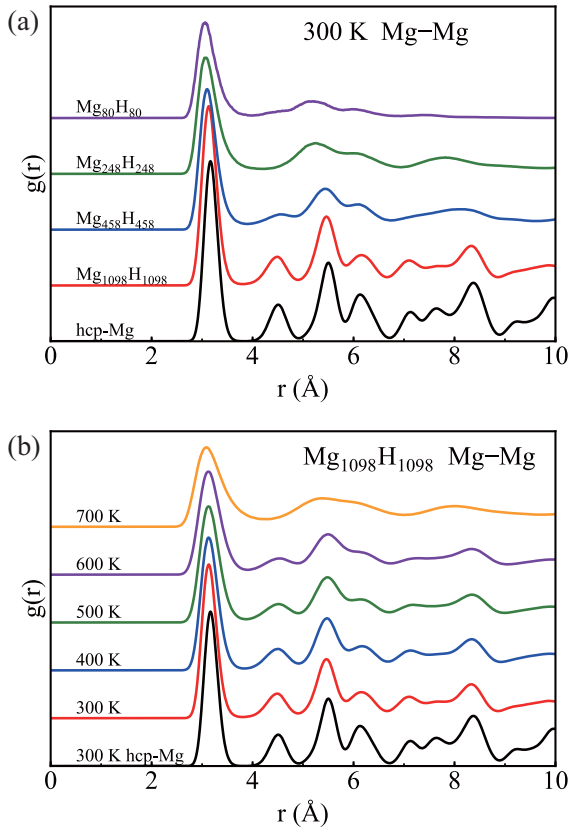 (a)
300 K Mg−Mg
Mg₈₀H₈₀
Mg₂₄₈H₂₄₈
Mg₄₅₈H₄₅₈
Mg₁₀₉₈H₁₀₉₈
hcp-Mg
g(r)
0 2 4 6 8 10
r (Å)
(b)
Mg₁₀₉₈H₁₀₉₈ Mg−Mg
700 K
600 K
500 K
400 K
300 K
300 K hcp-Mg
g(r)
0 2 4 6 8 10
r (Å)